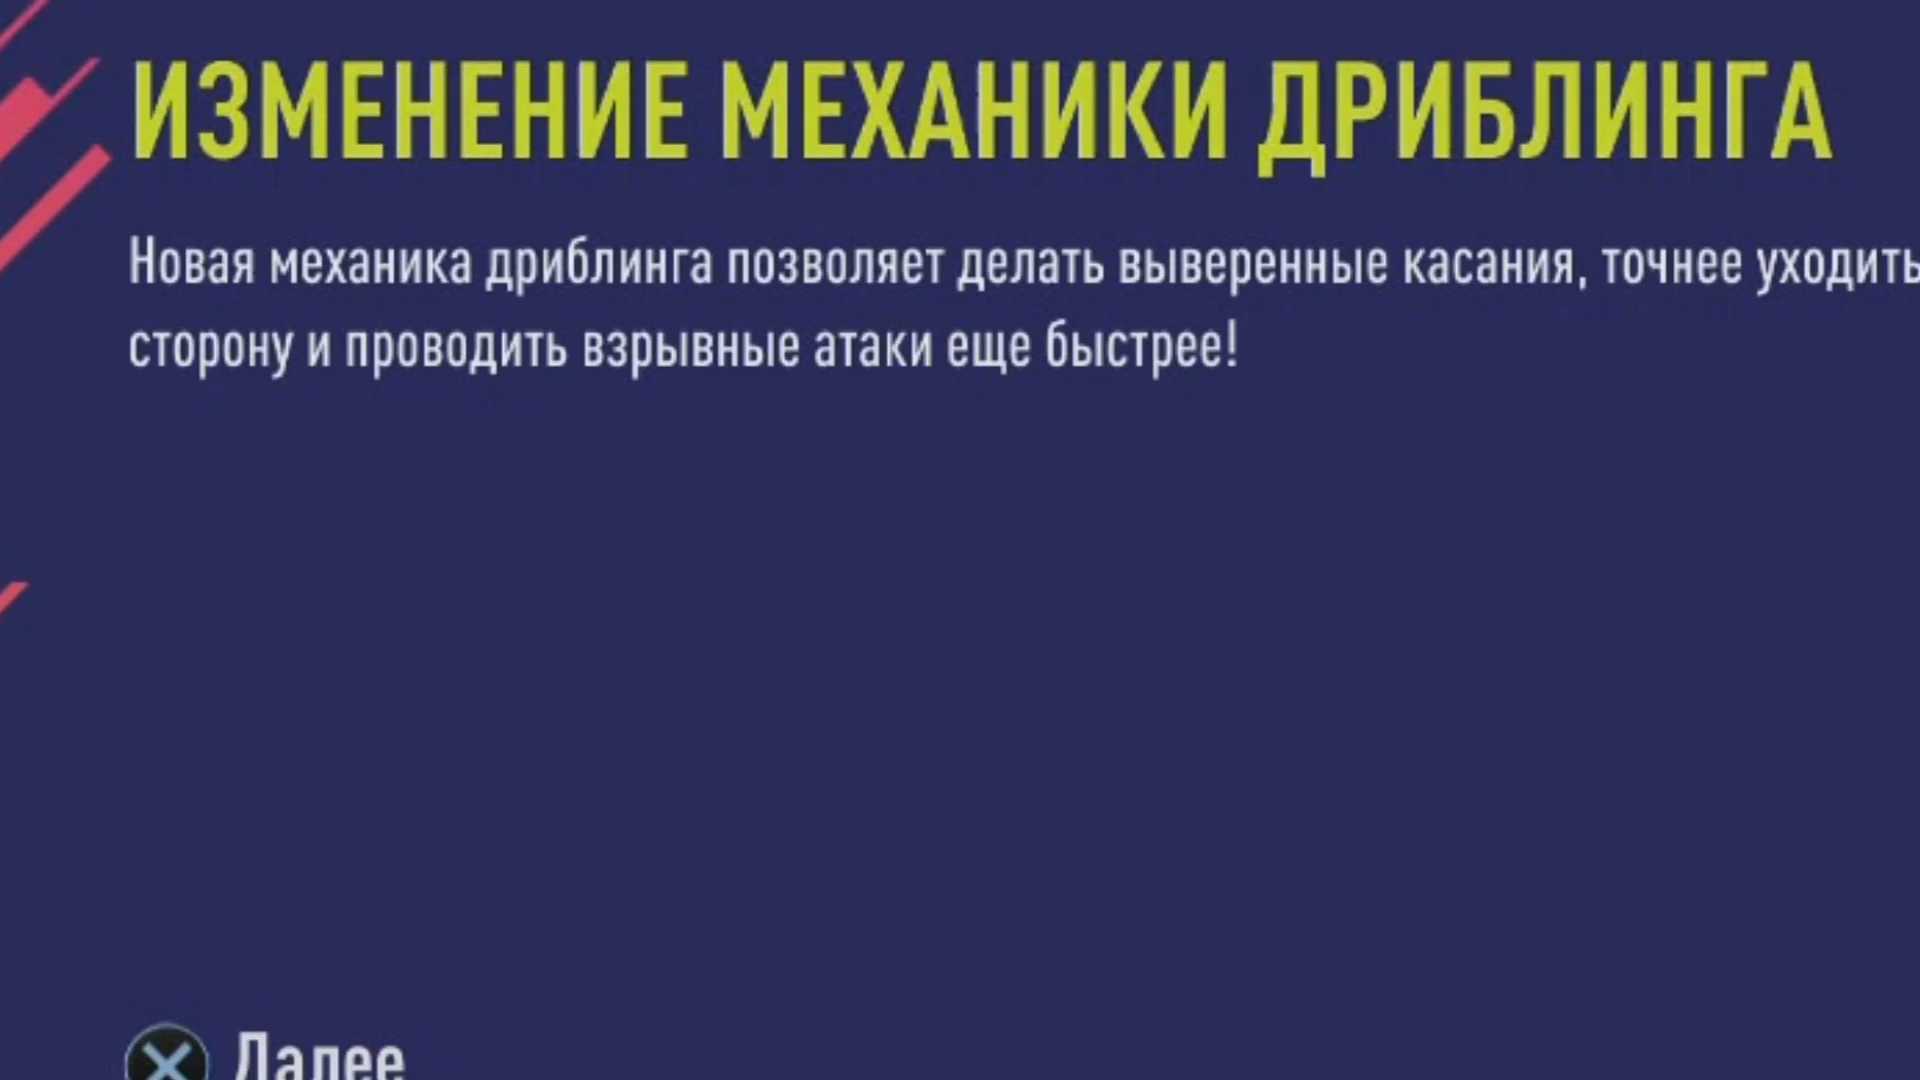 ИЗМЕНЕНИЕ МЕХАНИКИ ДРИБЛИНГА
Новая механика дриблинга позволяет делать выверенные касания, точнее уходить
сторону и проводить взрывные атаки еще быстрее!
Далее